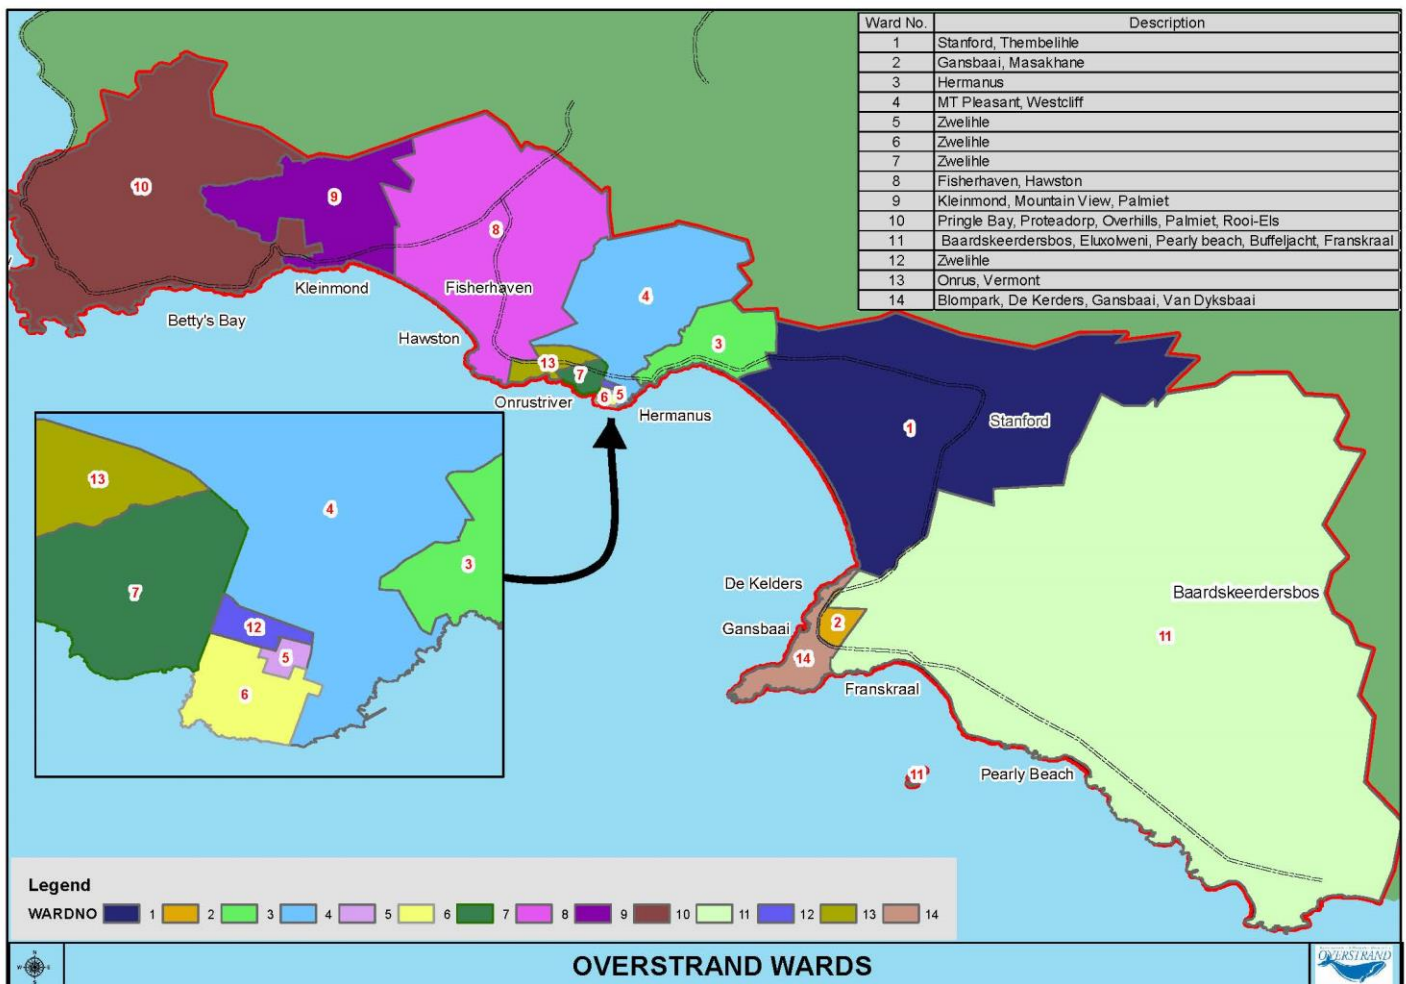 Ward No. Description
1 Stanford, Thembelihle
2 Gansbaai, Masakhane
3 Hermanus
4 MT Pleasant, Westcliff
5 Zwelihle
6 Zwelihle
7 Zwelihle
8 Fisherhaven, Hawston
9 Kleinmond, Mountain View, Palmiet
10 Pringle Bay, Proteadorp, Overhills, Palmiet, Rooi-Els
11 Baardskeerdersbos, Eluxolweni, Pearly beach, Buffeljacht, Franskraal
12 Zwelihle
13 Onrus, Vermont
14 Blompark, De Kerders, Gansbaai, Van Dyksbaai
10
9
8
Kleinmond
Fisherhaven
4
Betty's Bay
Hawston
3
13
7
6
5
Onrustriver
Hermanus
1
Stanford
13
4
3
7
12
5
6
De Kelders
Baardskeerdersbos
Gansbaai
2
11
14
Franskraal
11
Pearly Beach
Legend
WARDNO 1 2 3 4 5 6 7 8 9 10 11 12 13 14
N
W E
S
OVERSTRAND WARDS
OVERSTRAND